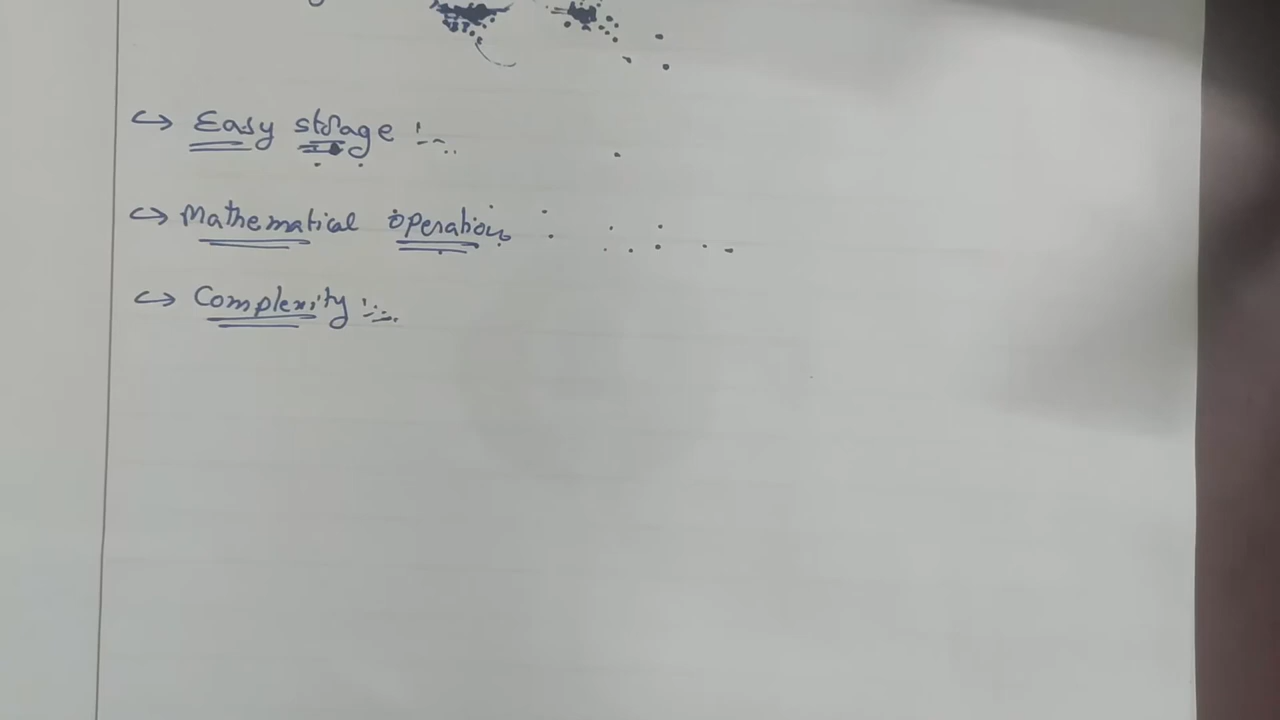 ↪ Easy storage :
↪ Mathematical operations :
↪ Complexity :